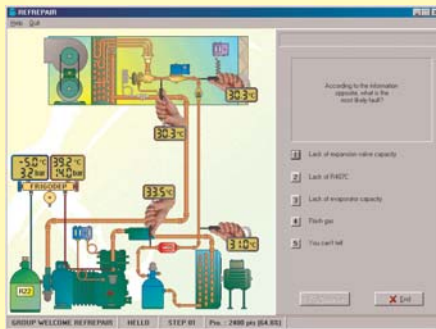 REFREPAIR
Help Quit
30.3°C
30.3°C
-5.0°C
3.2 bar
39.2°C
14.0 bar
FRIGODEP
33.5°C
31.0°C
R22
According to the information
opposite, what is the
most likely fault?
1 Lack of expansion valve capacity
2 Lack of R407C
3 Lack of evaporator capacity
4 Flash gas
5 You can't tell
End
GROUP WELCOME REFREPAIR HELLO STEP 01 Pos. : 2400 pts (64.8%)